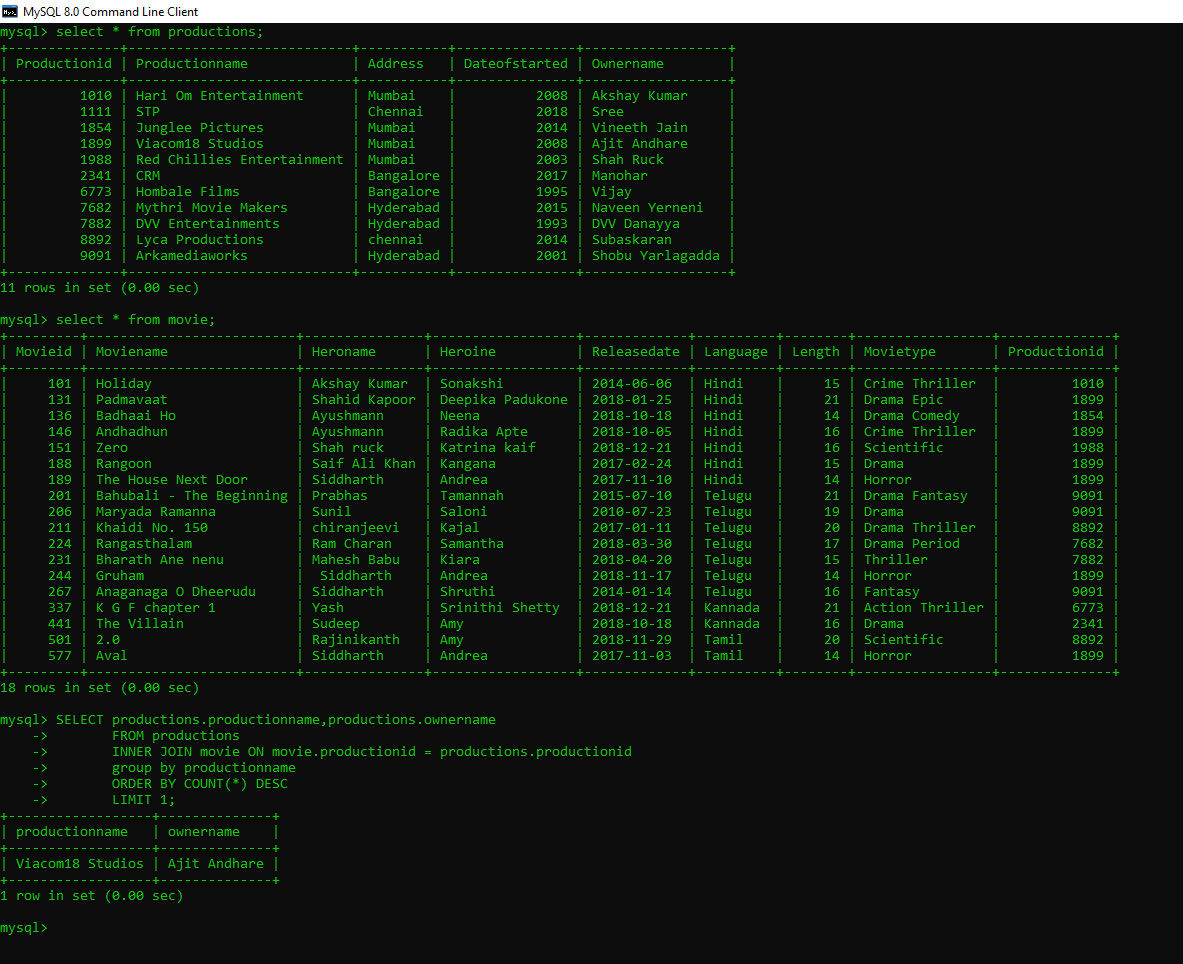 MySQL 8.0 Command Line Client
mysql> select * from productions;
+--------------+----------------------------+-----------+---------------+------------------+
| Productionid | Productionname             | Address   | Dateofstarted | Ownername        |
+--------------+----------------------------+-----------+---------------+------------------+
|         1010 | Hari Om Entertainment      | Mumbai    |          2008 | Akshay Kumar     |
|         1111 | STP                        | Chennai   |          2018 | Sree             |
|         1854 | Junglee Pictures           | Mumbai    |          2014 | Vineeth Jain     |
|         1899 | Viacom18 Studios           | Mumbai    |          2008 | Ajit Andhare     |
|         1988 | Red Chillies Entertainment | Mumbai    |          2003 | Shah Ruck        |
|         2341 | CRM                        | Bangalore |          2017 | Manohar          |
|         6773 | Hombale Films              | Bangalore |          1995 | Vijay            |
|         7682 | Mythri Movie Makers        | Hyderabad |          2015 | Naveen Yerneni   |
|         7882 | DVV Entertainments         | Hyderabad |          1993 | DVV Danayya      |
|         8892 | Lyca Productions           | chennai   |          2014 | Subaskaran       |
|         9091 | Arkamediaworks             | Hyderabad |          2001 | Shobu Yarlagadda |
+--------------+----------------------------+-----------+---------------+------------------+
11 rows in set (0.00 sec)
mysql> select * from movie;
+---------+--------------------------+---------------+------------------+-------------+----------+--------+-----------------+--------------+
| Movieid | Moviename                | Heroname      | Heroine          | Releasedate | Language | Length | Movietype       | Productionid |
+---------+--------------------------+---------------+------------------+-------------+----------+--------+-----------------+--------------+
|     101 | Holiday                  | Akshay Kumar  | Sonakshi         | 2014-06-06  | Hindi    |     15 | Crime Thriller  |         1010 |
|     131 | Padmavaat                | Shahid Kapoor | Deepika Padukone | 2018-01-25  | Hindi    |     21 | Drama Epic      |         1899 |
|     136 | Badhaai Ho               | Ayushmann     | Neena            | 2018-10-18  | Hindi    |     14 | Drama Comedy    |         1854 |
|     146 | Andhadhun                | Ayushmann     | Radika Apte      | 2018-10-05  | Hindi    |     16 | Crime Thriller  |         1899 |
|     151 | Zero                     | Shah ruck     | Katrina kaif     | 2018-12-21  | Hindi    |     16 | Scientific      |         1988 |
|     188 | Rangoon                  | Saif Ali Khan | Kangana          | 2017-02-24  | Hindi    |     15 | Drama           |         1899 |
|     189 | The House Next Door      | Siddharth     | Andrea           | 2017-11-10  | Hindi    |     14 | Horror          |         1899 |
|     201 | Bahubali - The Beginning | Prabhas       | Tamannah         | 2015-07-10  | Telugu   |     21 | Drama Fantasy   |         9091 |
|     206 | Maryada Ramanna          | Sunil         | Saloni           | 2010-07-23  | Telugu   |     19 | Drama           |         9091 |
|     211 | Khaidi No. 150           | chiranjeevi   | Kajal            | 2017-01-11  | Telugu   |     20 | Drama Thriller  |         8892 |
|     224 | Rangasthalam             | Ram Charan    | Samantha         | 2018-03-30  | Telugu   |     17 | Drama Period    |         7682 |
|     231 | Bharath Ane nenu         | Mahesh Babu   | Kiara            | 2018-04-20  | Telugu   |     15 | Thriller        |         7882 |
|     244 | Gruham                   |  Siddharth    | Andrea           | 2018-11-17  | Telugu   |     14 | Horror          |         1899 |
|     267 | Anaganaga O Dheerudu     | Siddharth     | Shruthi          | 2014-01-14  | Telugu   |     16 | Fantasy         |         9091 |
|     337 | K G F chapter 1          | Yash          | Srinithi Shetty  | 2018-12-21  | Kannada  |     21 | Action Thriller |         6773 |
|     441 | The Villain              | Sudeep        | Amy              | 2018-10-18  | Kannada  |     16 | Drama           |         2341 |
|     501 | 2.0                      | Rajinikanth   | Amy              | 2018-11-29  | Tamil    |     20 | Scientific      |         8892 |
|     577 | Aval                     | Siddharth     | Andrea           | 2017-11-03  | Tamil    |     14 | Horror          |         1899 |
+---------+--------------------------+---------------+------------------+-------------+----------+--------+-----------------+--------------+
18 rows in set (0.00 sec)
mysql> SELECT productions.productionname,productions.ownername
    ->        FROM productions
    ->        INNER JOIN movie ON movie.productionid = productions.productionid
    ->        group by productionname
    ->        ORDER BY COUNT(*) DESC
    ->        LIMIT 1;
+------------------+--------------+
| productionname   | ownername    |
+------------------+--------------+
| Viacom18 Studios | Ajit Andhare |
+------------------+--------------+
1 row in set (0.00 sec)
mysql>